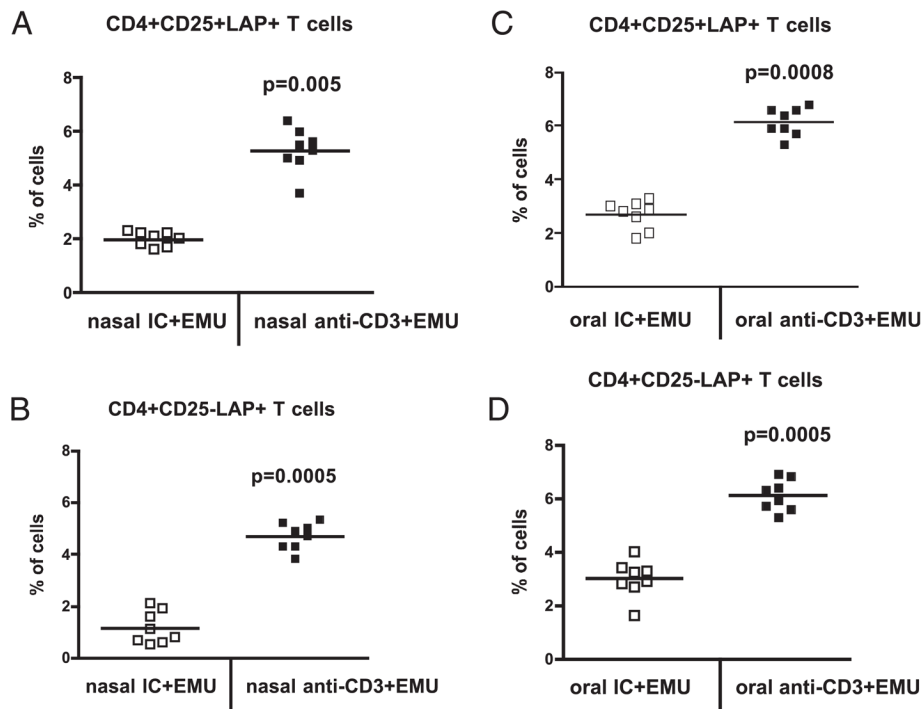 A
CD4+CD25+LAP+ T cells
p=0.005
% of cells
8
6
4
2
0
nasal IC+EMU
nasal anti-CD3+EMU
B
CD4+CD25-LAP+ T cells
p=0.0005
% of cells
8
6
4
2
0
nasal IC+EMU
nasal anti-CD3+EMU
C
CD4+CD25+LAP+ T cells
p=0.0008
% of cells
8
6
4
2
0
oral IC+EMU
oral anti-CD3+EMU
D
CD4+CD25-LAP+ T cells
p=0.0005
% of cells
8
6
4
2
0
oral IC+EMU
oral anti-CD3+EMU